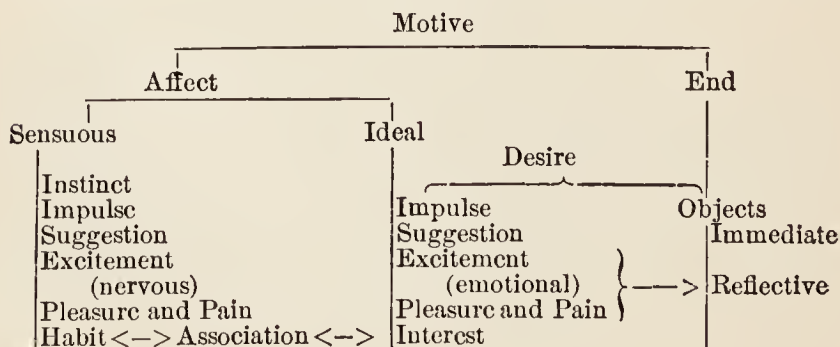 Motive
Affect End
Sensuous Ideal
Desire
Instinct
Impulse Impulse Objects
Suggestion Suggestion Immediate
Excitement Excitement
(nervous) (emotional) —> Reflective
Pleasure and Pain Pleasure and Pain
Habit <—> Association <—> Interest